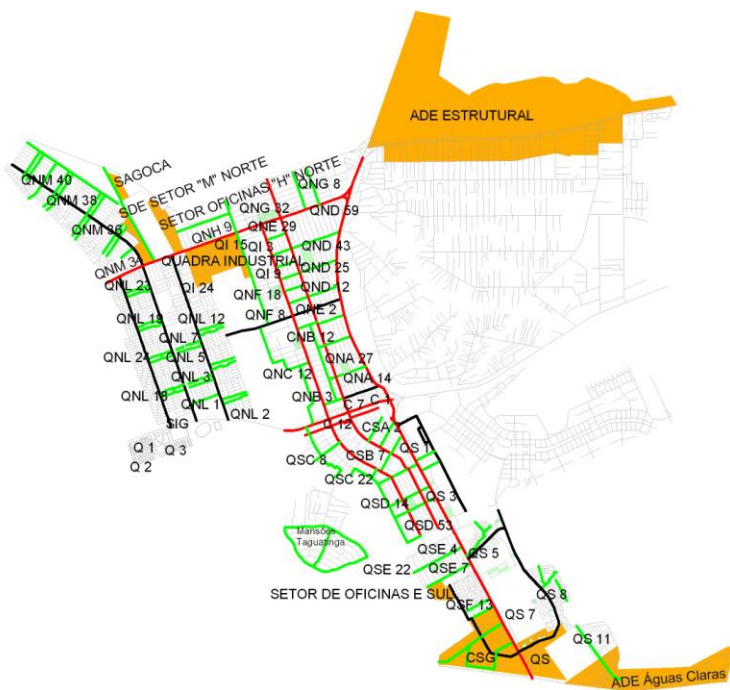 ADE ESTRUTURAL
SAGOCA
SDE SETOR "M" NORTE
SETOR OFICINAS "H" NORTE
QNM 40
QNM 38
QNM 36
QNM 34
QNG 8
QNG 32
QND 59
QNE 29
QNH 9
QI 15
QI 3
QND 43
QUADRA INDUSTRIAL
QI 9
QND 25
QNL 23
QI 24
QNF 18
QND 12
QNL 19
QNL 12
QNF 8
QNE 2
QNL 7
CNB 12
QNL 24
QNL 5
QNA 27
QNL 3
QNC 12
QNA 14
QNL 18
QNL 1
QNB 3
C 7
C 1
QNL 2
SIG
C 12
CSA 2
Q 1
Q 3
QSC 8
CSB 7
QS 1
Q 2
QSC 22
QS 3
QSD 14
QSD 53
Mansões
Taguatinga
QSE 4
QS 5
QSE 22
QSE 7
SETOR DE OFICINAS E SUL
QS 8
QSF 13
QS 7
QS 11
CSG
QS
ADE Águas Claras